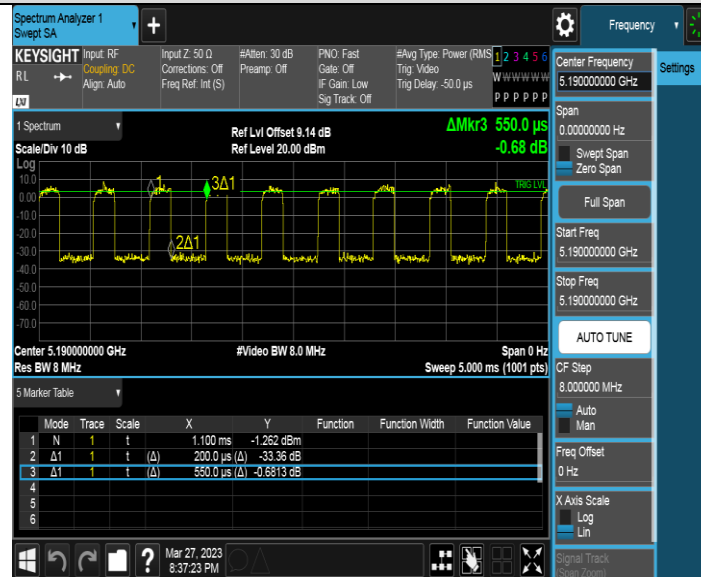 Spectrum Analyzer 1
Swept SA
Frequency
KEYSIGHT
Input: RF
Input Z: 50 Ω
#Atten: 30 dB
PNO: Fast
#Avg Type: Power (RMS
1 2 3 4 5 6
RL
Coupling: DC
Corrections: Off
Preamp: Off
Gate: Off
Trig: Video
W W W W W W
Align: Auto
Freq Ref: Int (S)
IF Gain: Low
Trig Delay: -50.0 µs
LXI
Sig Track: Off
P P P P P P
Settings
Center Frequency
5.190000000 GHz
Span
0.00000000 Hz
Swept Span
Zero Span
Full Span
Start Freq
5.190000000 GHz
Stop Freq
5.190000000 GHz
AUTO TUNE
CF Step
8.000000 MHz
Auto
Man
Freq Offset
0 Hz
X Axis Scale
Log
Lin
Signal Track
(Span Zoom)
1 Spectrum
Ref Lvl Offset 9.14 dB
ΔMkr3 550.0 µs
Scale/Div 10 dB
Ref Level 20.00 dBm
-0.68 dB
Log
10.0
1
3Δ1
TRIG LVL
0.00
-10.0
-20.0
2Δ1
-30.0
-40.0
-50.0
-60.0
-70.0
Center 5.190000000 GHz
#Video BW 8.0 MHz
Span 0 Hz
Res BW 8 MHz
Sweep 5.000 ms (1001 pts)
5 Marker Table
Mode Trace Scale X Y Function Function Width Function Value
1 N 1 t 1.100 ms -1.262 dBm
2 Δ1 1 t (Δ) 200.0 µs (Δ) -33.36 dB
3 Δ1 1 t (Δ) 550.0 µs (Δ) -0.6813 dB
4
5
6
?
Mar 27, 2023
8:37:23 PM